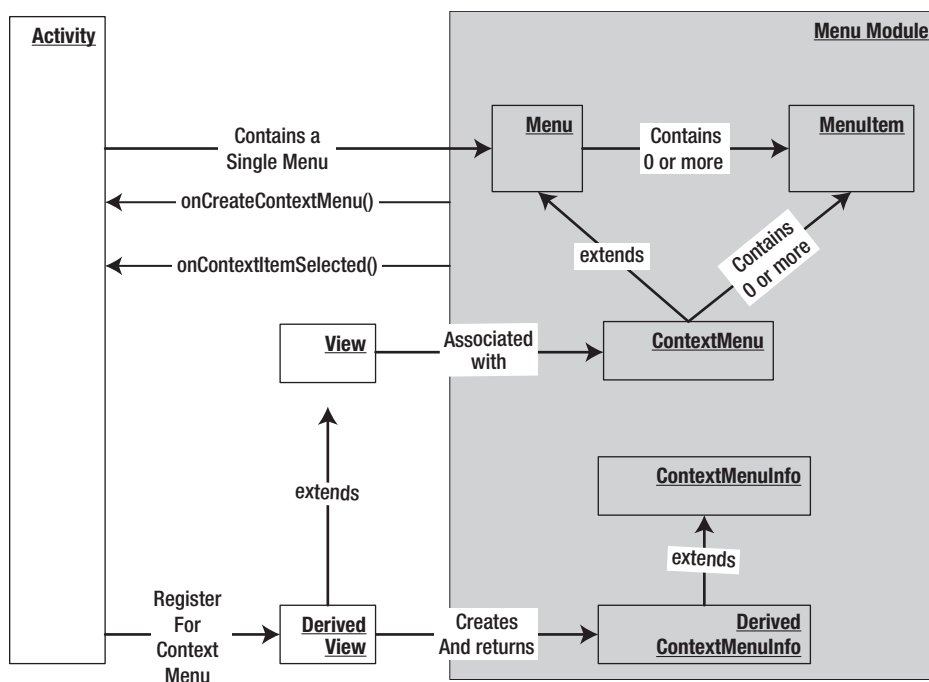 Activity
Menu Module
Menu
Contains
0 or more
MenuItem
Contains a
Single Menu
onCreateContextMenu()
onContextItemSelected()
extends
Contains
0 or more
View
Associated
with
ContextMenu
extends
ContextMenuInfo
extends
Register
For
Context
Menu
Derived
View
Creates
And returns
Derived
ContextMenuInfo